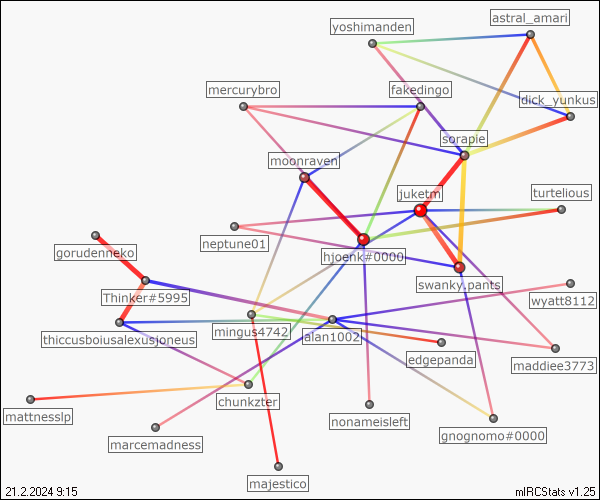 astral_amari
yoshimanden
mercurybro
fakedingo
dick_yunkus
sorapie
moonraven
juketm
turtelious
neptune01
gorudenneko
hjoenk#0000
swanky.pants
Thinker#5995
wyatt8112
thiccusboiusalexusjoneus
mingus4742
alan1002
edgepanda
maddiee3773
chunkzter
mattnesslp
nonameisleft
marcemadness
gnognomo#0000
majestico
21.2.2024 9:15
mIRCStats v1.25